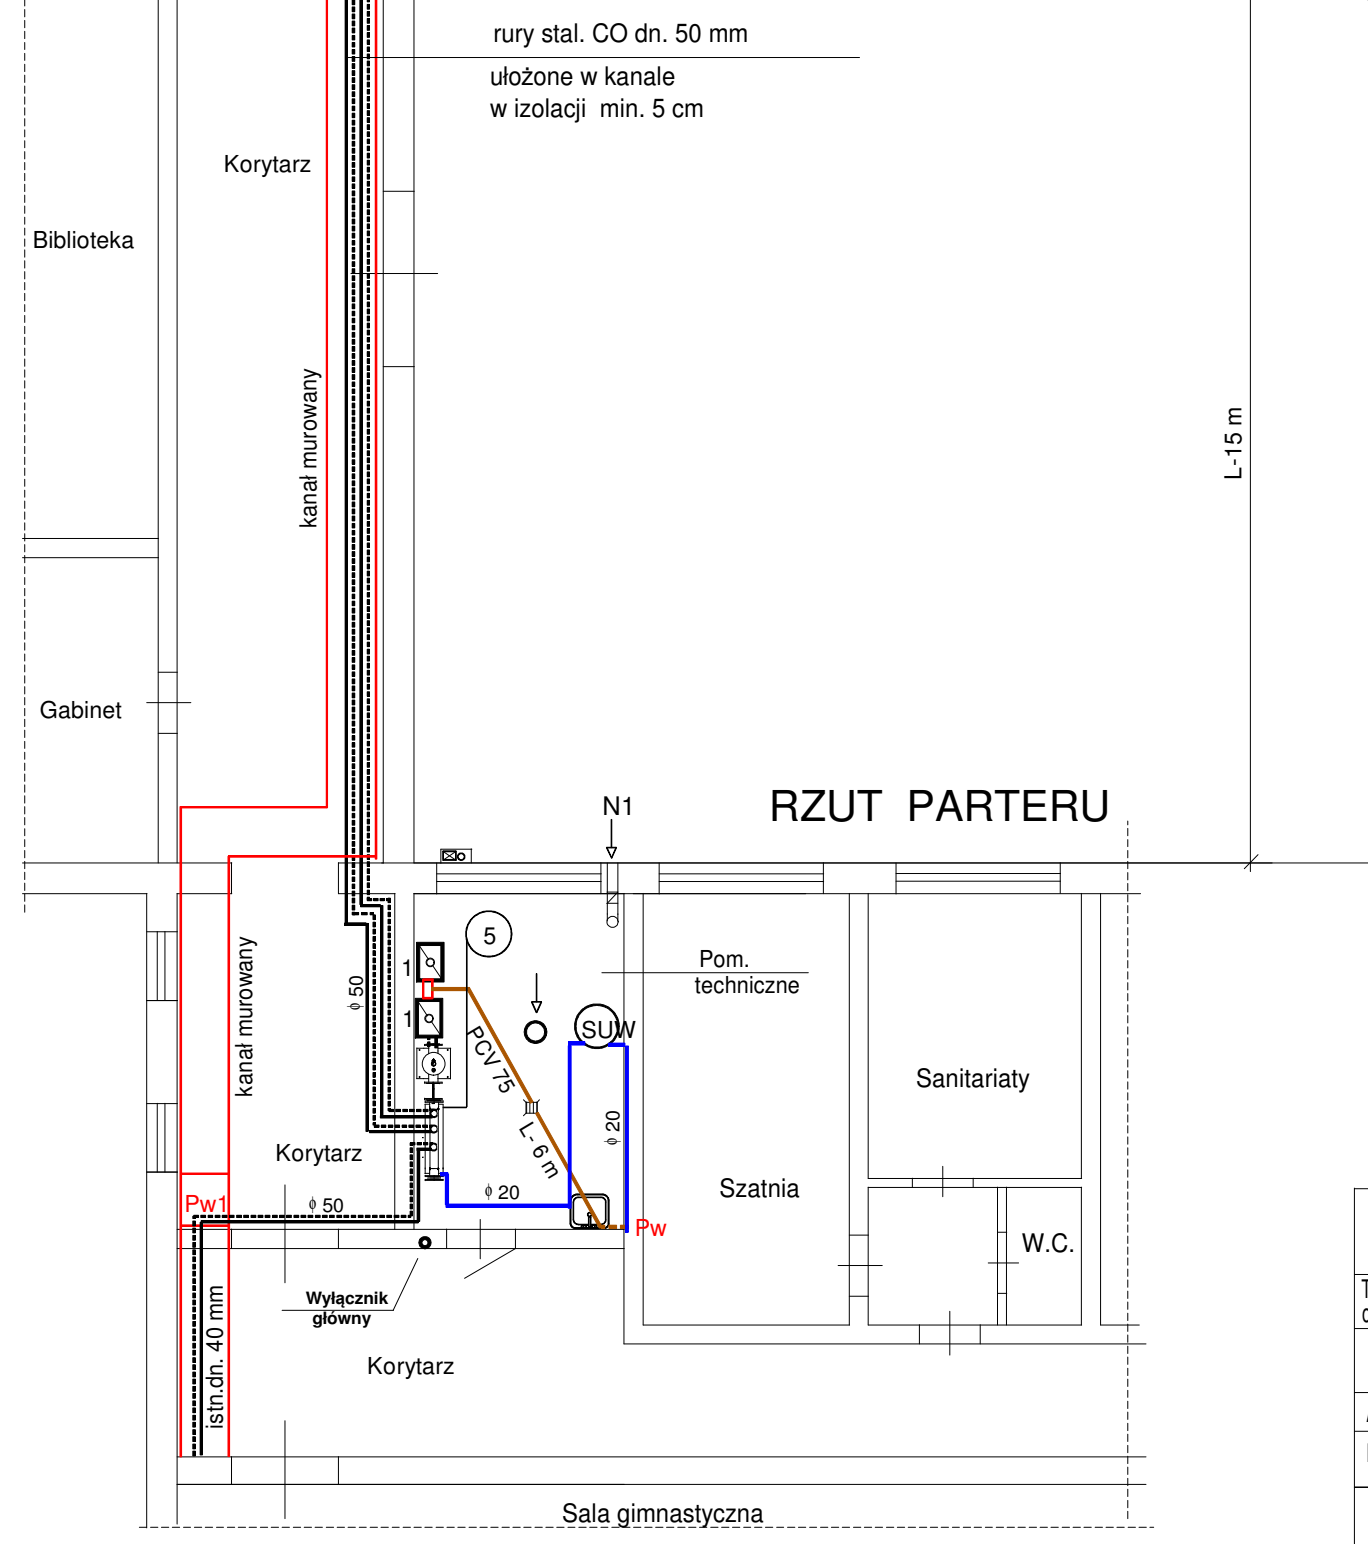 rury stal. CO dn. 50 mm
ułożone w kanale
w izolacji min. 5 cm
Korytarz
Biblioteka
kanał murowany
L-15 m
Gabinet
N1
RZUT PARTERU
5
Pom.
techniczne
1
1
kanał murowany
ϕ 50
SUW
PCV 75
Sanitariaty
ϕ 20
L- 6 m
Korytarz
Szatnia
ϕ 20
Pw1
ϕ 50
Pw
W.C.
Wyłącznik
główny
istn.dn. 40 mm
Korytarz
Sala gimnastyczna